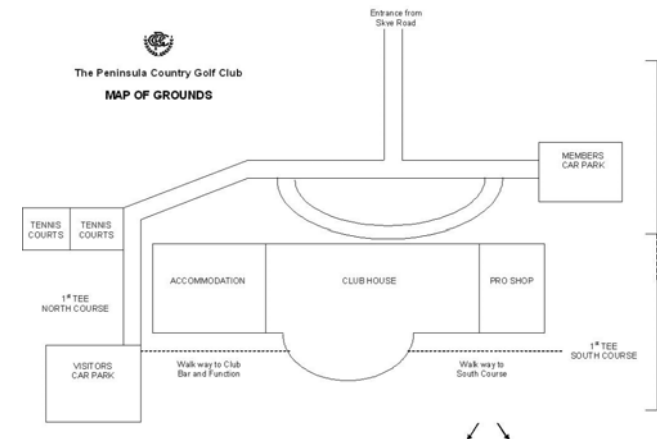 Entrance from
Skye Road
The Peninsula Country Golf Club
MAP OF GROUNDS
MEMBERS
CAR PARK
TENNIS
COURTS
TENNIS
COURTS
ACCOMMODATION
CLUB HOUSE
PRO SHOP
1st TEE
NORTH COURSE
1st TEE
SOUTH COURSE
VISITORS
CAR PARK
Walk way to Club
Bar and Function
Walk way to
South Course